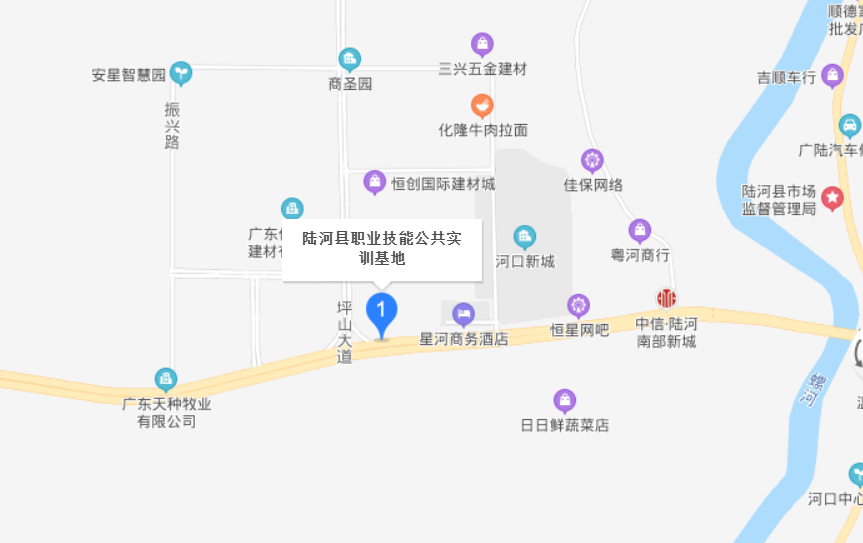 顺德家
批发广
三兴五金建材
安星智慧园
商圣园
吉顺车行
振兴路
化隆牛肉拉面
广陆汽车修
恒创国际建材城
佳保网络
陆河县市场
监督管理局
广东
建材有
陆河县职业技能公共实
训基地
河口新城
粤河商行
1
坪山大道
星河商务酒店
恒星网吧
中信·陆河
南部新城
广东天种牧业
有限公司
螺河
日日鲜蔬菜店
河口中心